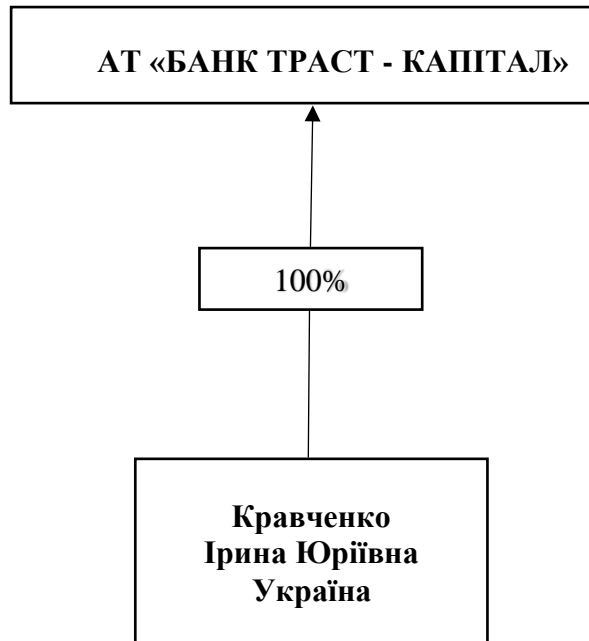 АТ «БАНК ТРАСТ - КАПІТАЛ»
100%
Кравченко
Ірина Юріївна
Україна